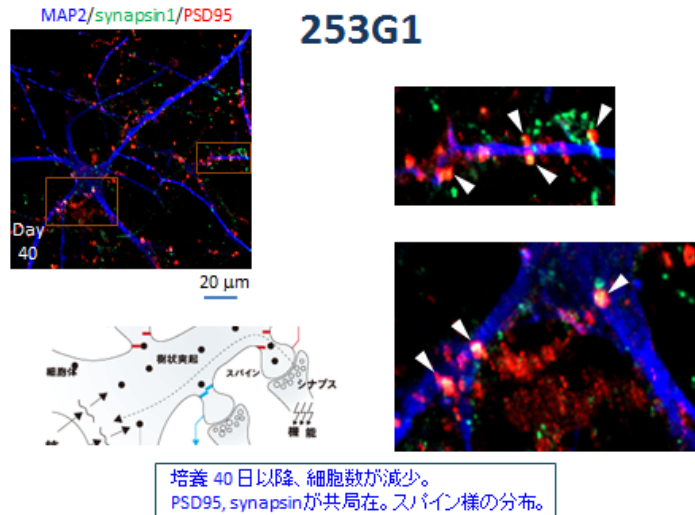 MAP2/synapsin1/PSD95
253G1
Day
40
20 μm
細胞体
樹状突起
スパイン
シナプス
機 能
培養 40 日以降、細胞数が減少。
PSD95, synapsinが共局在。スパイン様の分布。